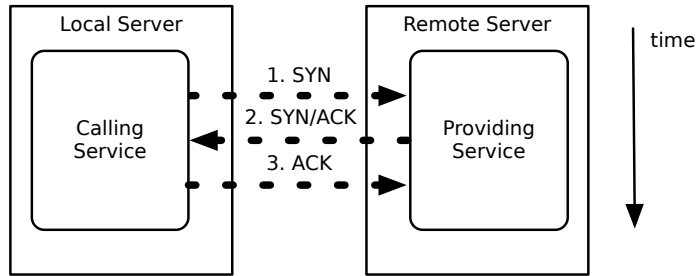 Local Server
Remote Server
time
1. SYN
2. SYN/ACK
3. ACK
Calling
Service
Providing
Service